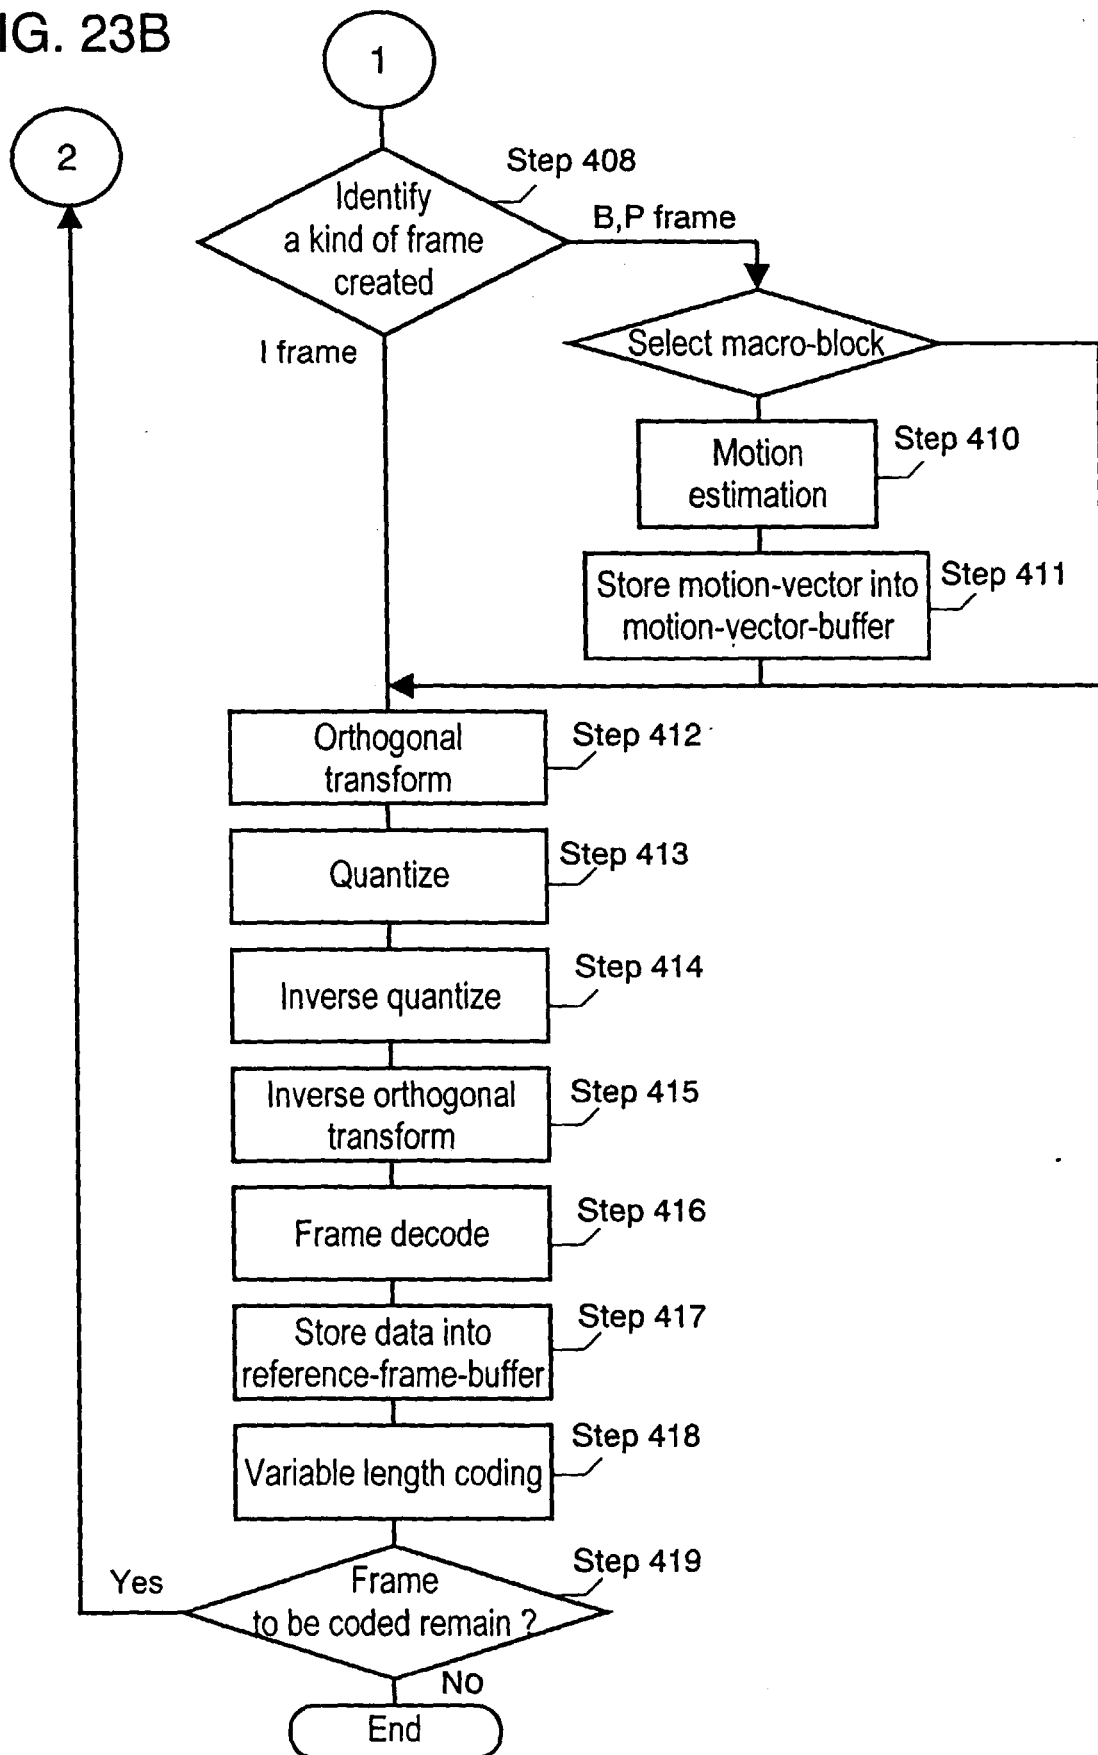 IG. 23B
1
2
Step 408
Identify
a kind of frame
created
B,P frame
I frame
Select macro-block
Motion
estimation
Step 410
Store motion-vector into
motion-vector-buffer
Step 411
Orthogonal
transform
Step 412
Quantize
Step 413
Inverse quantize
Step 414
Inverse orthogonal
transform
Step 415
Frame decode
Step 416
Store data into
reference-frame-buffer
Step 417
Variable length coding
Step 418
Frame
to be coded remain ?
Step 419
Yes
No
End